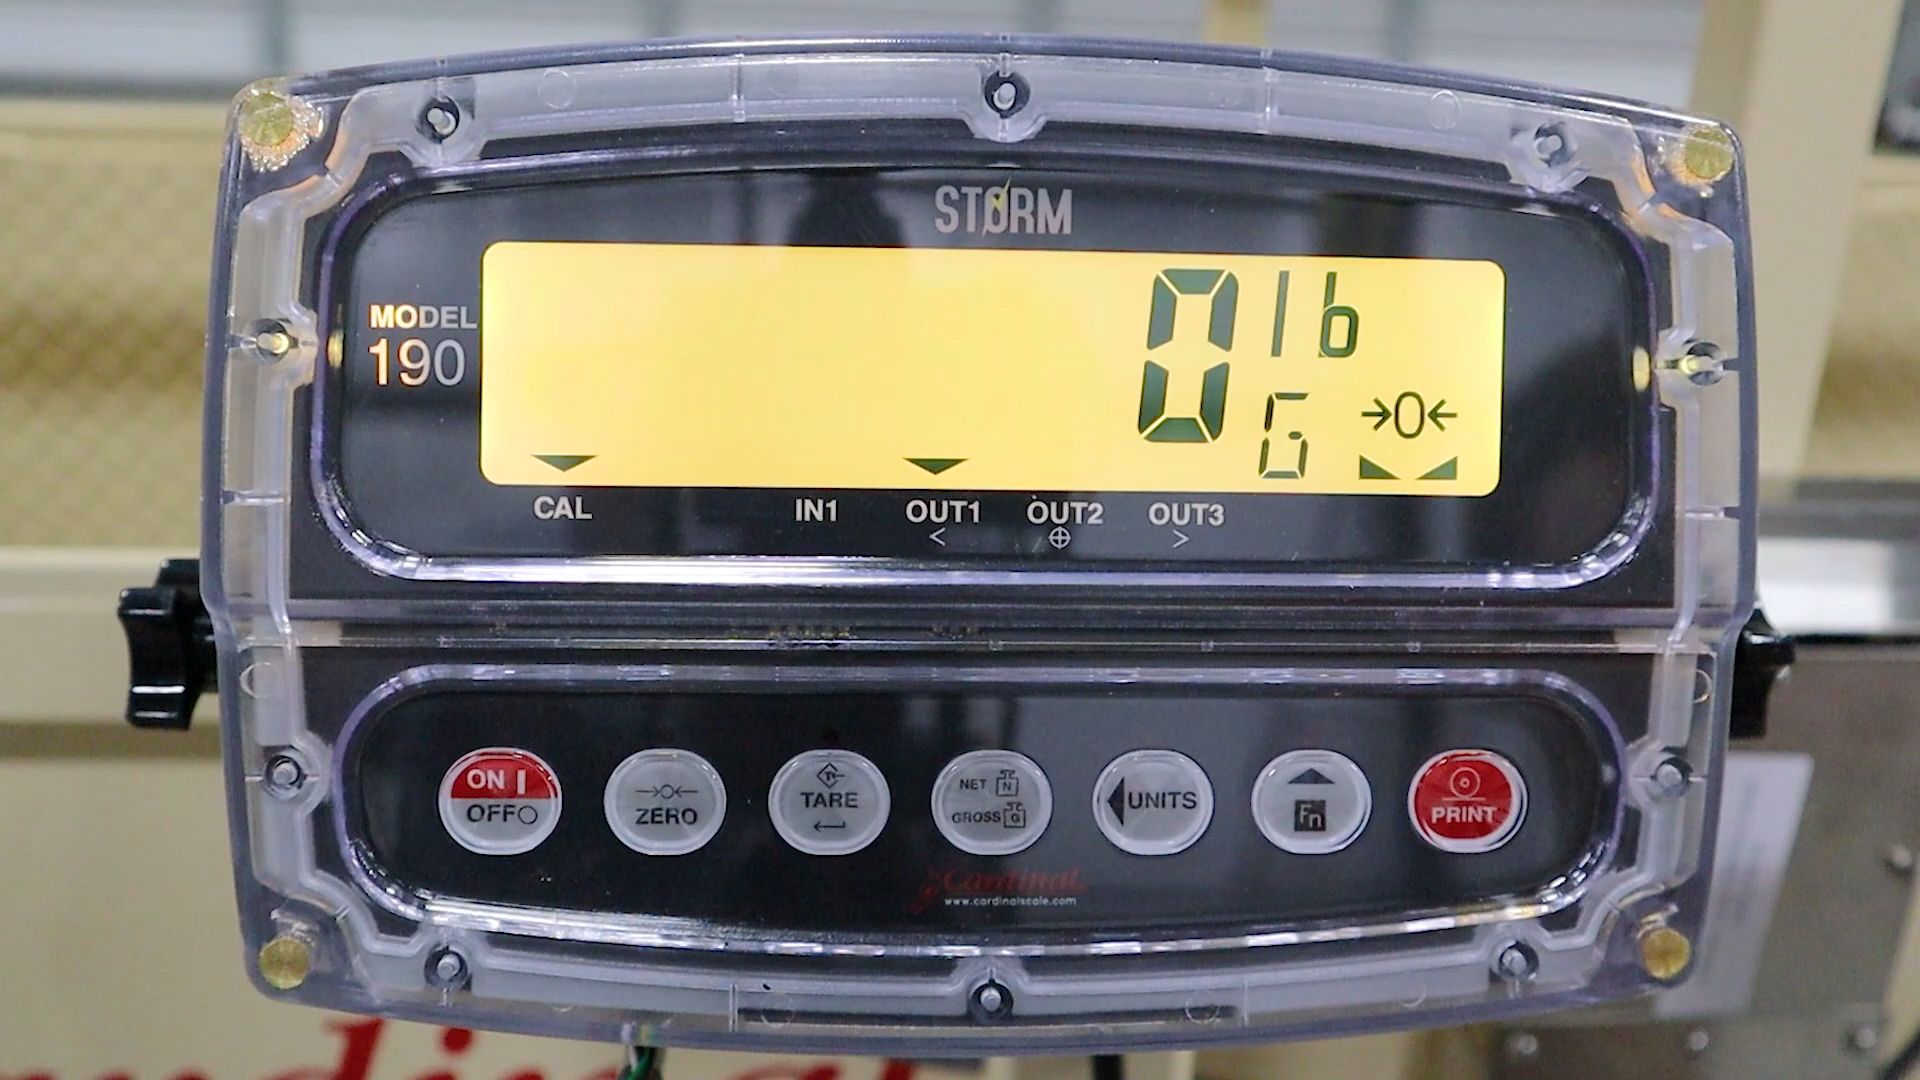 STORM
MODEL
190
0 lb
G →0←
CAL IN1 OUT1 OUT2 OUT3
< ⊕ >
ON I
OFF O
→0←
ZERO
T
TARE
NET N
GROSS G
UNITS
Fn
PRINT
Cardinal
www.cardinalscale.com